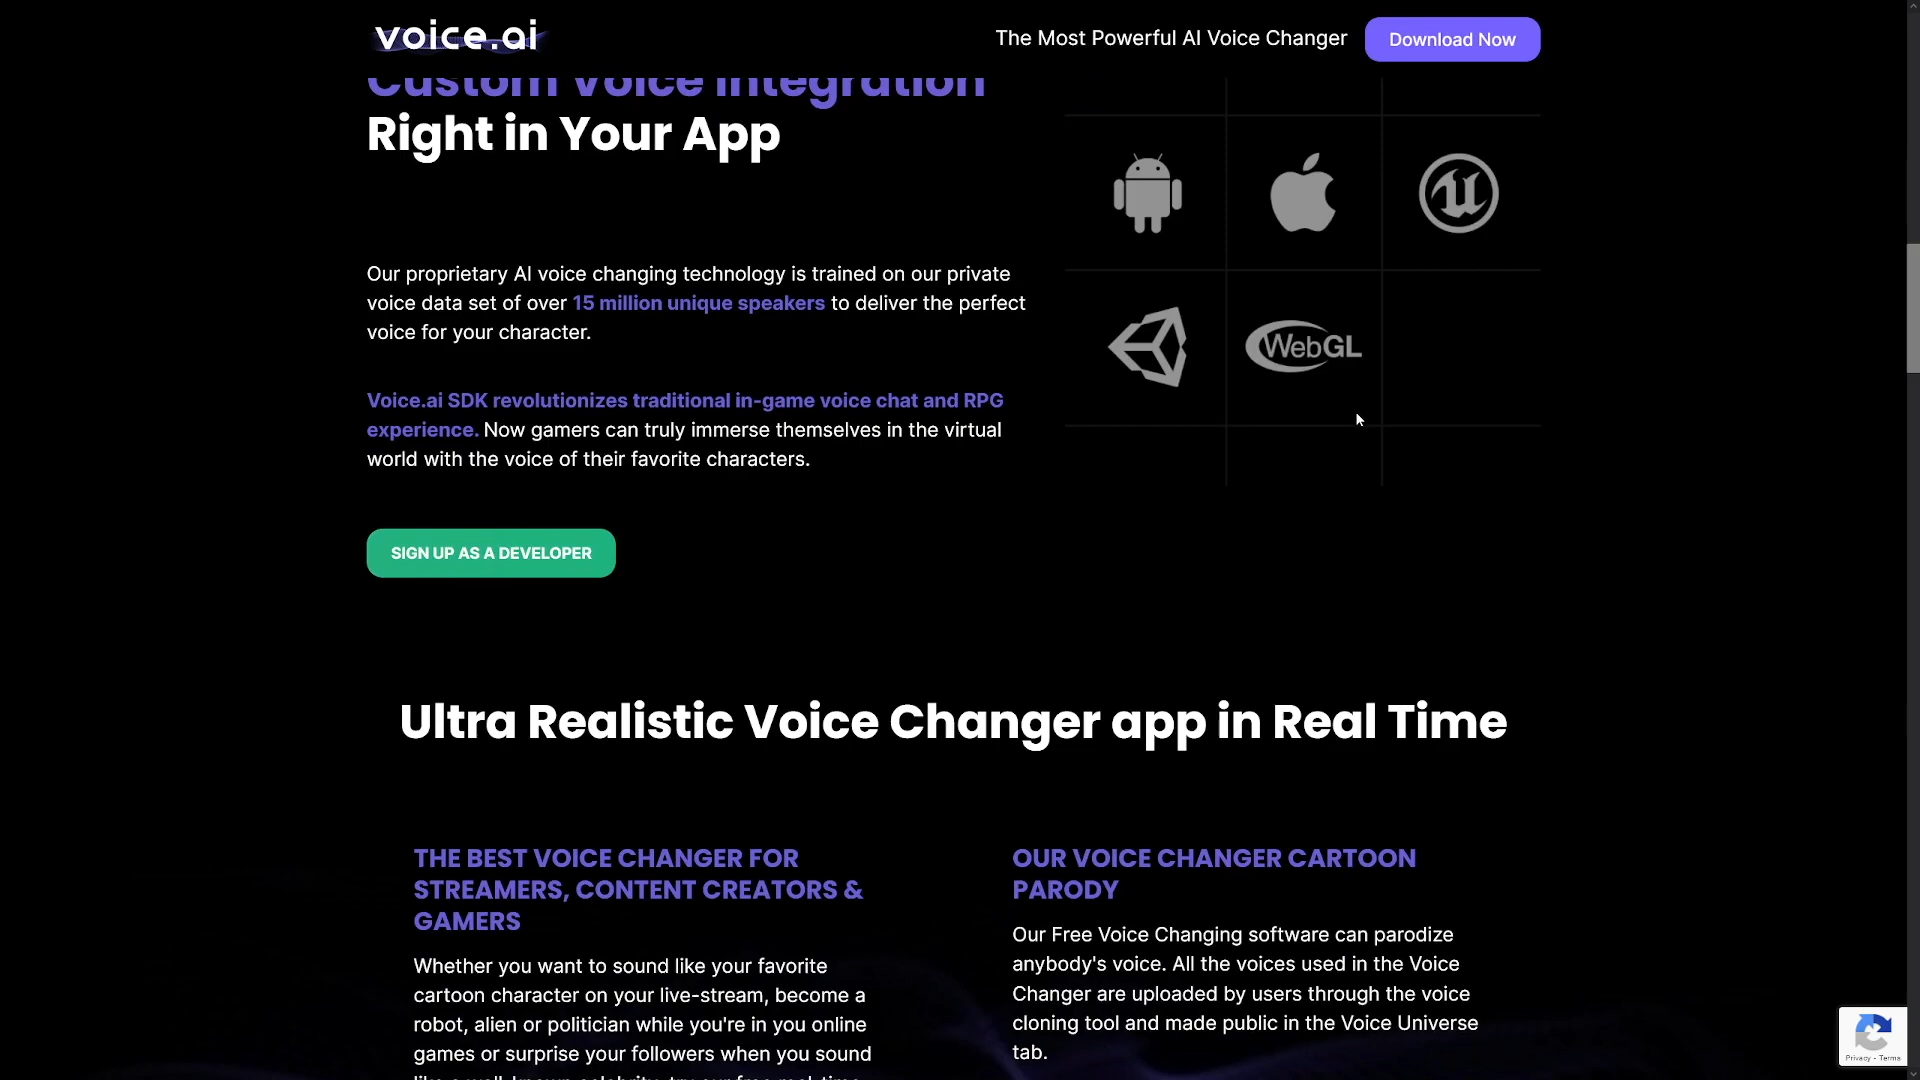 voice.ai
The Most Powerful AI Voice Changer
Download Now
Custom Voice Integration
Right in Your App
Our proprietary AI voice changing technology is trained on our private
voice data set of over 15 million unique speakers to deliver the perfect
voice for your character.
Voice.ai SDK revolutionizes traditional in-game voice chat and RPG
experience. Now gamers can truly immerse themselves in the virtual
world with the voice of their favorite characters.
WebGL
SIGN UP AS A DEVELOPER
Ultra Realistic Voice Changer app in Real Time
THE BEST VOICE CHANGER FOR
STREAMERS, CONTENT CREATORS &
GAMERS
Whether you want to sound like your favorite
cartoon character on your live-stream, become a
robot, alien or politician while you're in you online
games or surprise your followers when you sound
OUR VOICE CHANGER CARTOON
PARODY
Our Free Voice Changing software can parodize
anybody's voice. All the voices used in the Voice
Changer are uploaded by users through the voice
cloning tool and made public in the Voice Universe
tab.
Privacy - Terms